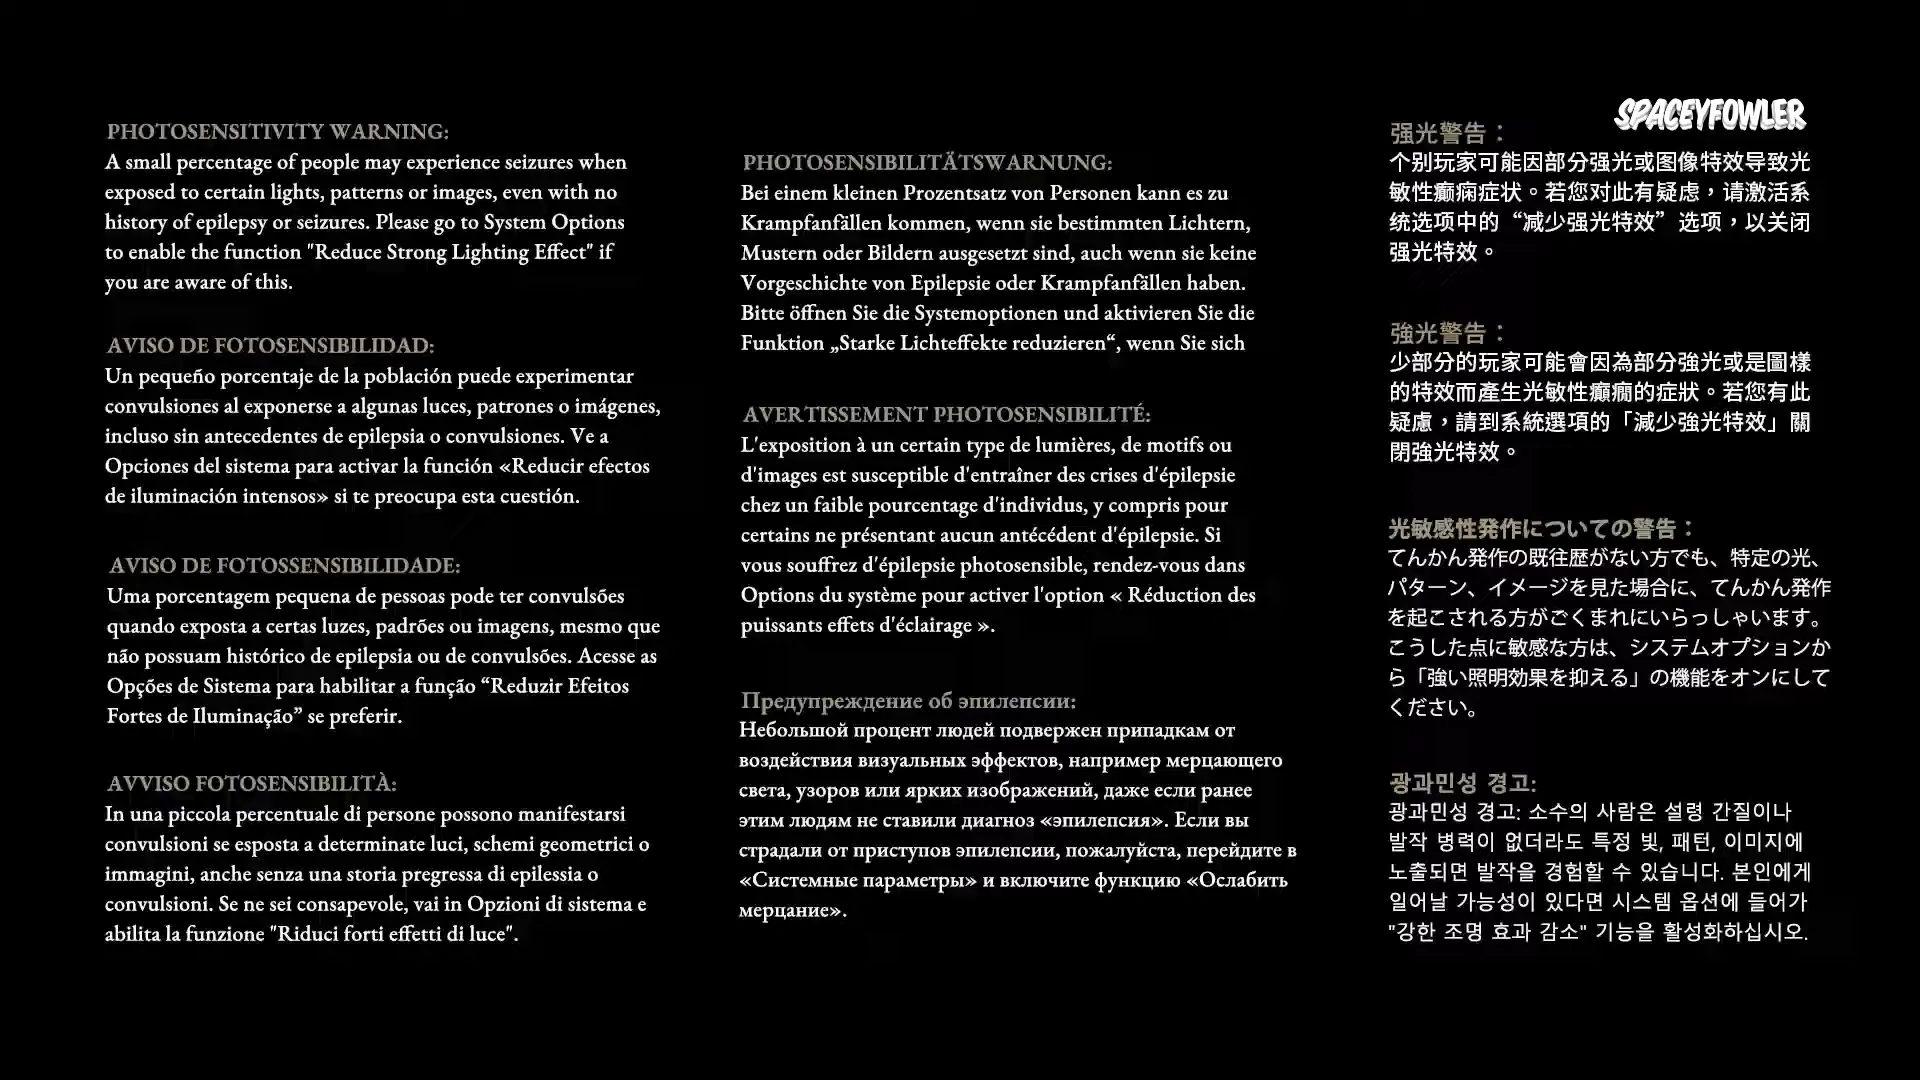 PHOTOSENSITIVITY WARNING:
A small percentage of people may experience seizures when
exposed to certain lights, patterns or images, even with no
history of epilepsy or seizures. Please go to System Options
to enable the function "Reduce Strong Lighting Effect" if
you are aware of this.
AVISO DE FOTOSENSIBILIDAD:
Un pequeño porcentaje de la población puede experimentar
convulsiones al exponerse a algunas luces, patrones o imágenes,
incluso sin antecedentes de epilepsia o convulsiones. Ve a
Opciones del sistema para activar la función «Reducir efectos
de iluminación intensos» si te preocupa esta cuestión.
AVISO DE FOTOSSENSIBILIDADE:
Uma porcentagem pequena de pessoas pode ter convulsões
quando exposta a certas luzes, padrões ou imagens, mesmo que
não possuam histórico de epilepsia ou de convulsões. Acesse as
Opções de Sistema para habilitar a função “Reduzir Efeitos
Fortes de Iluminação” se preferir.
AVVISO FOTOSENSIBILITÀ:
In una piccola percentuale di persone possono manifestarsi
convulsioni se esposta a determinate luci, schemi geometrici o
immagini, anche senza una storia pregressa di epilessia o
convulsioni. Se ne sei consapevole, vai in Opzioni di sistema e
abilita la funzione "Riduci forti effetti di luce".
PHOTOSENSIBILITÄTSWARNUNG:
Bei einem kleinen Prozentsatz von Personen kann es zu
Krampfanfällen kommen, wenn sie bestimmten Lichtern,
Mustern oder Bildern ausgesetzt sind, auch wenn sie keine
Vorgeschichte von Epilepsie oder Krampfanfällen haben.
Bitte öffnen Sie die Systemoptionen und aktivieren Sie die
Funktion „Starke Lichteffekte reduzieren“, wenn Sie sich
AVERTISSEMENT PHOTOSENSIBILITÉ:
L'exposition à un certain type de lumières, de motifs ou
d'images est susceptible d'entraîner des crises d'épilepsie
chez un faible pourcentage d'individus, y compris pour
certains ne présentant aucun antécédent d'épilepsie. Si
vous souffrez d'épilepsie photosensible, rendez-vous dans
Options du système pour activer l'option « Réduction des
puissants effets d'éclairage ».
Предупреждение об эпилепсии:
Небольшой процент людей подвержен припадкам от
воздействия визуальных эффектов, например мерцающего
света, узоров или ярких изображений, даже если ранее
этим людям не ставили диагноз «эпилепсия». Если вы
страдали от приступов эпилепсии, пожалуйста, перейдите в
«Системные параметры» и включите функцию «Ослабить
мерцание».
SPACEYFOWLER
强光警告：
个别玩家可能因部分强光或图像特效导致光
敏性癫痫症状。若您对此有疑虑，请激活系
统选项中的“减少强光特效”选项，以关闭
强光特效。
強光警告：
少部分的玩家可能會因為部分強光或是圖樣
的特效而產生光敏性癲癇的症狀。若您有此
疑慮，請到系統選項的「減少強光特效」關
閉強光特效。
光敏感性発作についての警告：
てんかん発作の既往歴がない方でも、特定の光、
パターン、イメージを見た場合に、てんかん発作
を起こされる方がごくまれにいらっしゃいます。
こうした点に敏感な方は、システムオプションか
ら「強い照明効果を抑える」の機能をオンにして
ください。
광과민성 경고:
광과민성 경고: 소수의 사람은 설령 간질이나
발작 병력이 없더라도 특정 빛, 패턴, 이미지에
노출되면 발작을 경험할 수 있습니다. 본인에게
일어날 가능성이 있다면 시스템 옵션에 들어가
"강한 조명 효과 감소" 기능을 활성화하십시오.